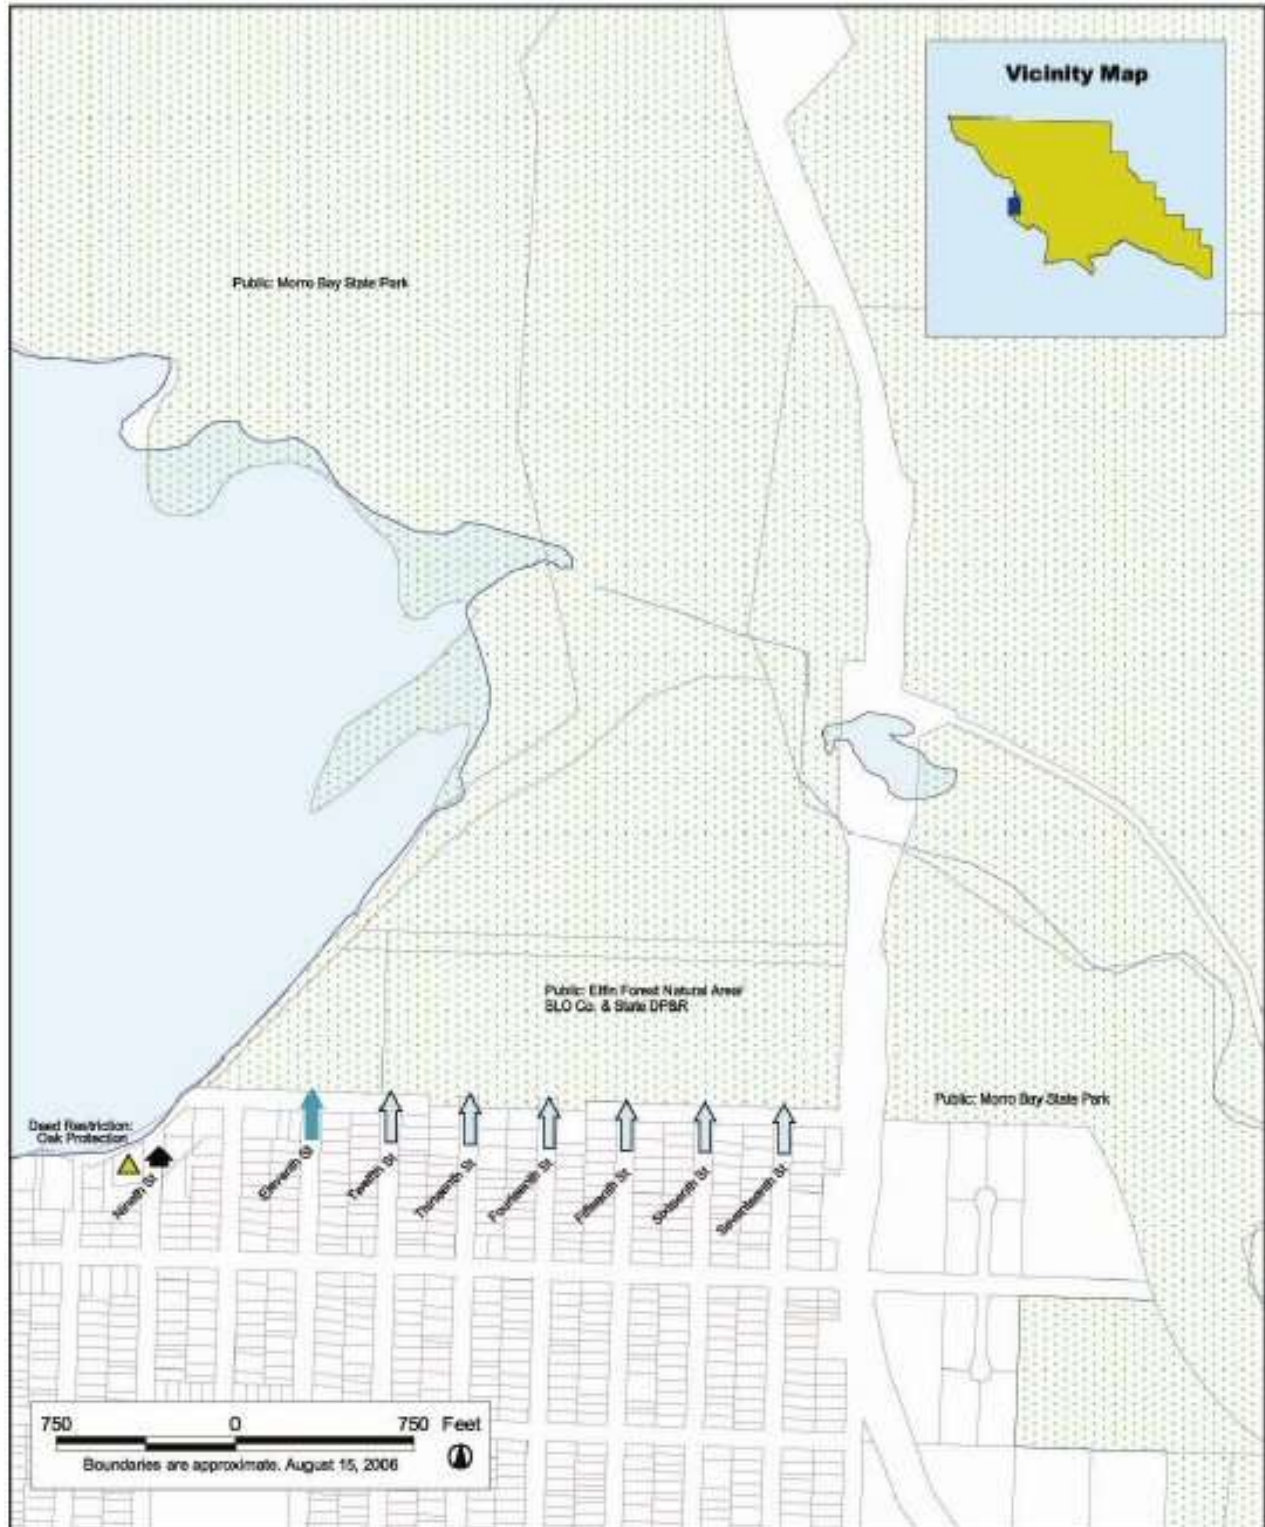 Vicinity Map
Public: Morro Bay State Park
Public: Elfin Forest Natural Area/
SLO Co. & State DP&R
Public: Morro Bay State Park
Deed Restriction:
Oak Protection
Nineth St
Eleventh St
Twelfth St
Thirteenth St
Fourteenth St
Fifteenth St
Sixteenth St
Seventeenth St
750 0 750 Feet
Boundaries are approximate. August 15, 2006